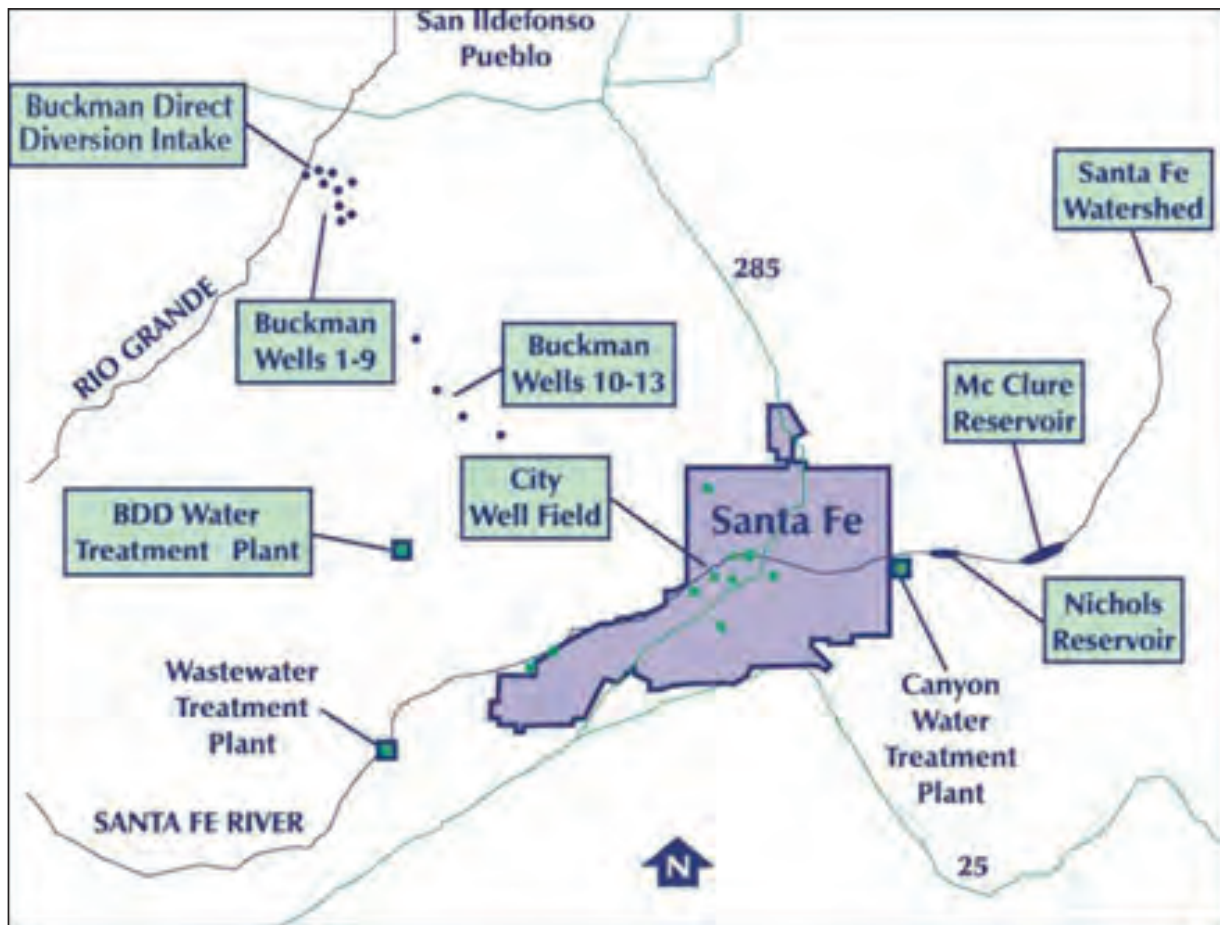 San Ildefonso
Pueblo
Buckman Direct
Diversion Intake
Santa Fe
Watershed
285
RIO GRANDE
Buckman
Wells 1-9
Buckman
Wells 10-13
Mc Clure
Reservoir
City
Well Field
Santa Fe
BDD Water
Treatment Plant
Nichols
Reservoir
Wastewater
Treatment
Plant
Canyon
Water
Treatment
Plant
SANTA FE RIVER
N
25